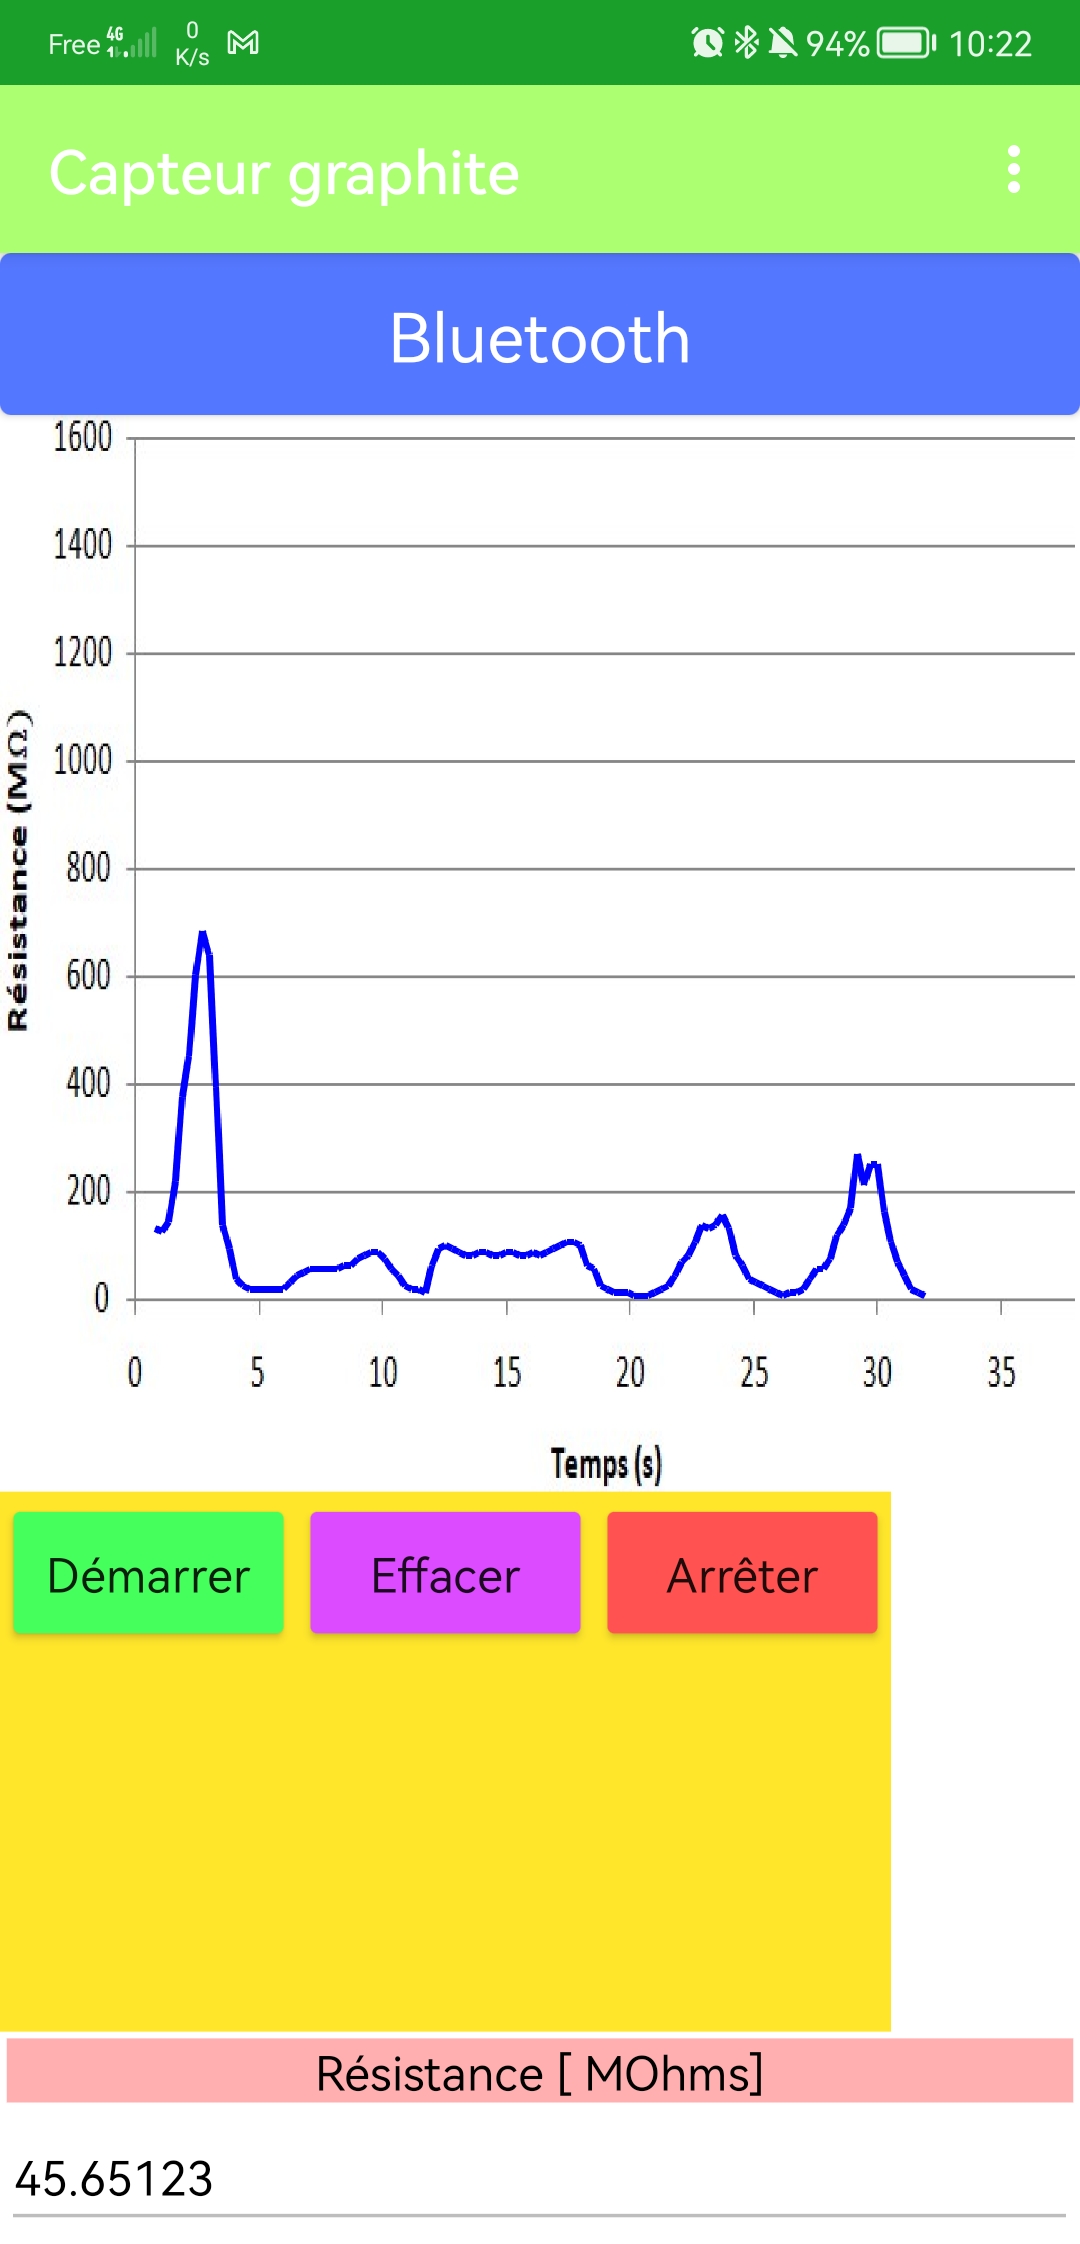 Free 4G 0 K/s 94% 10:22
Capteur graphite
Bluetooth
1600
1400
1200
1000
800
600
400
200
0
Résistance (MΩ)
0 5 10 15 20 25 30 35
Temps (s)
Démarrer Effacer Arrêter
Résistance [ MOhms]
45.65123